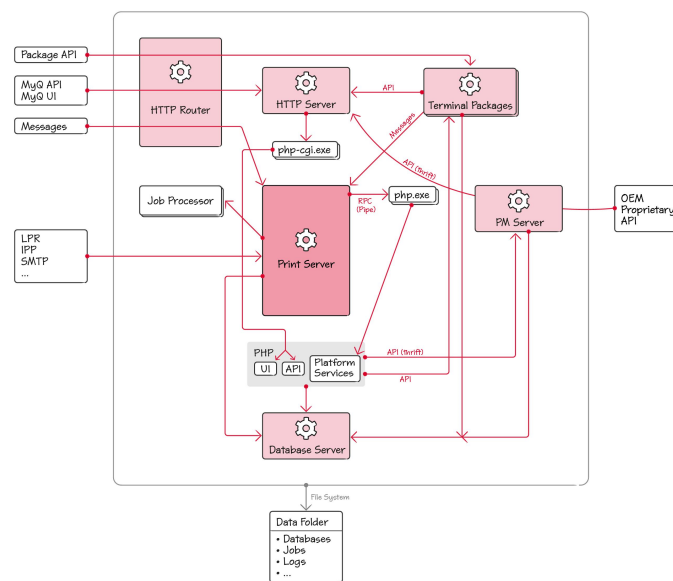 Package API
MyQ API
MyQ UI
Messages
HTTP Router
HTTP Server
API
Terminal Packages
Messages
php-cgi.exe
API (thrift)
Job Processor
RPC
(Pipe)
php.exe
PM Server
OEM
Proprietary
API
LPR
IPP
SMTP
...
Print Server
PHP
UI
API
Platform
Services
API (thrift)
API
Database Server
File System
Data Folder
• Databases
• Jobs
• Logs
• ...